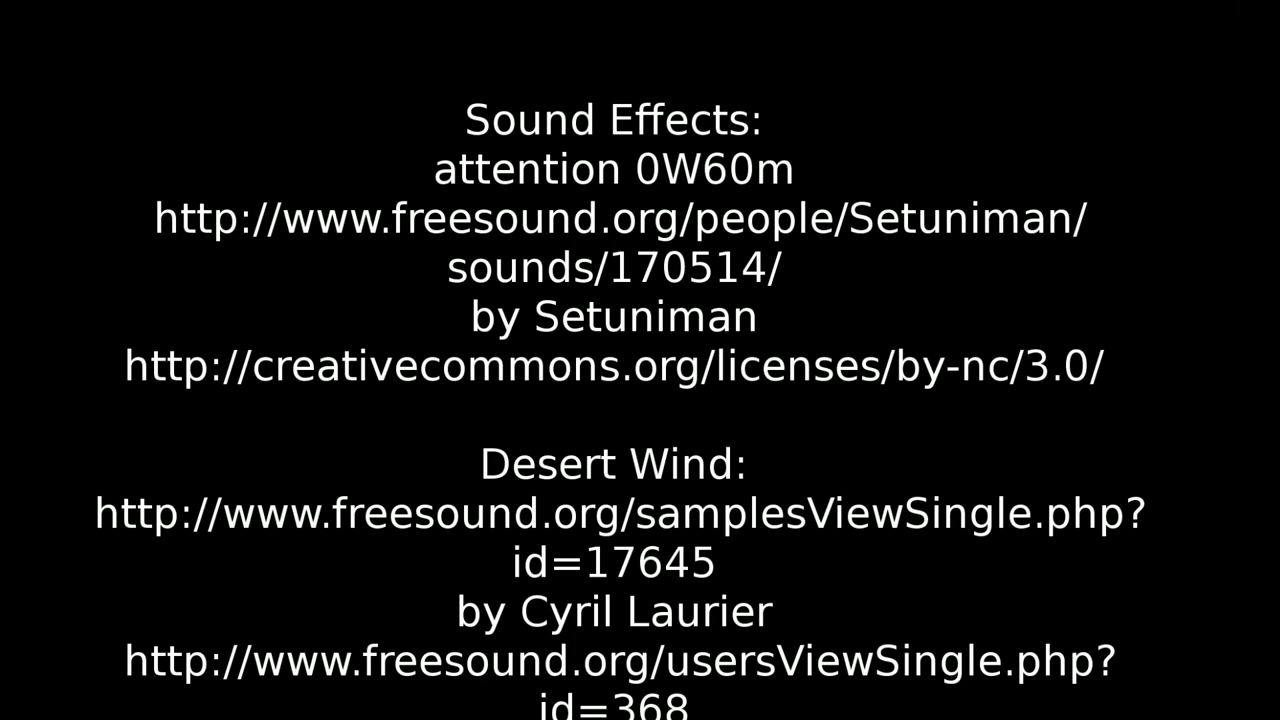 Sound Effects:
attention 0W60m
http://www.freesound.org/people/Setuniman/
sounds/170514/
by Setuniman
http://creativecommons.org/licenses/by-nc/3.0/
Desert Wind:
http://www.freesound.org/samplesViewSingle.php?
id=17645
by Cyril Laurier
http://www.freesound.org/usersViewSingle.php?
id=368